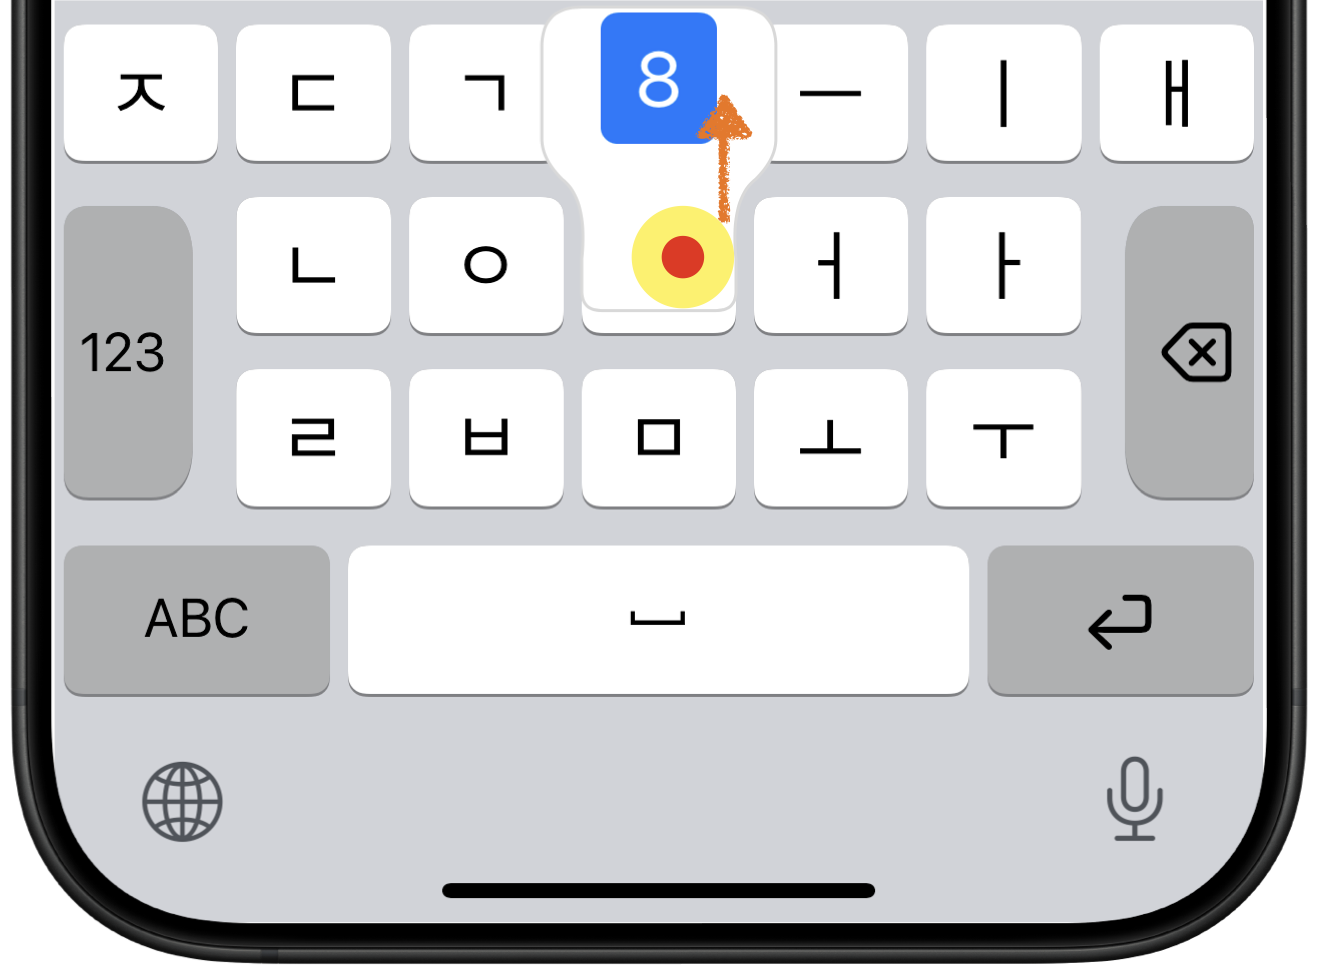 ㅈ ㄷ ㄱ 8 ㅡ ㅣ ㅐ
123 ㄴ ㅇ ㅓ ㅏ
ㄹ ㅂ ㅁ ㅗ ㅜ
ABC